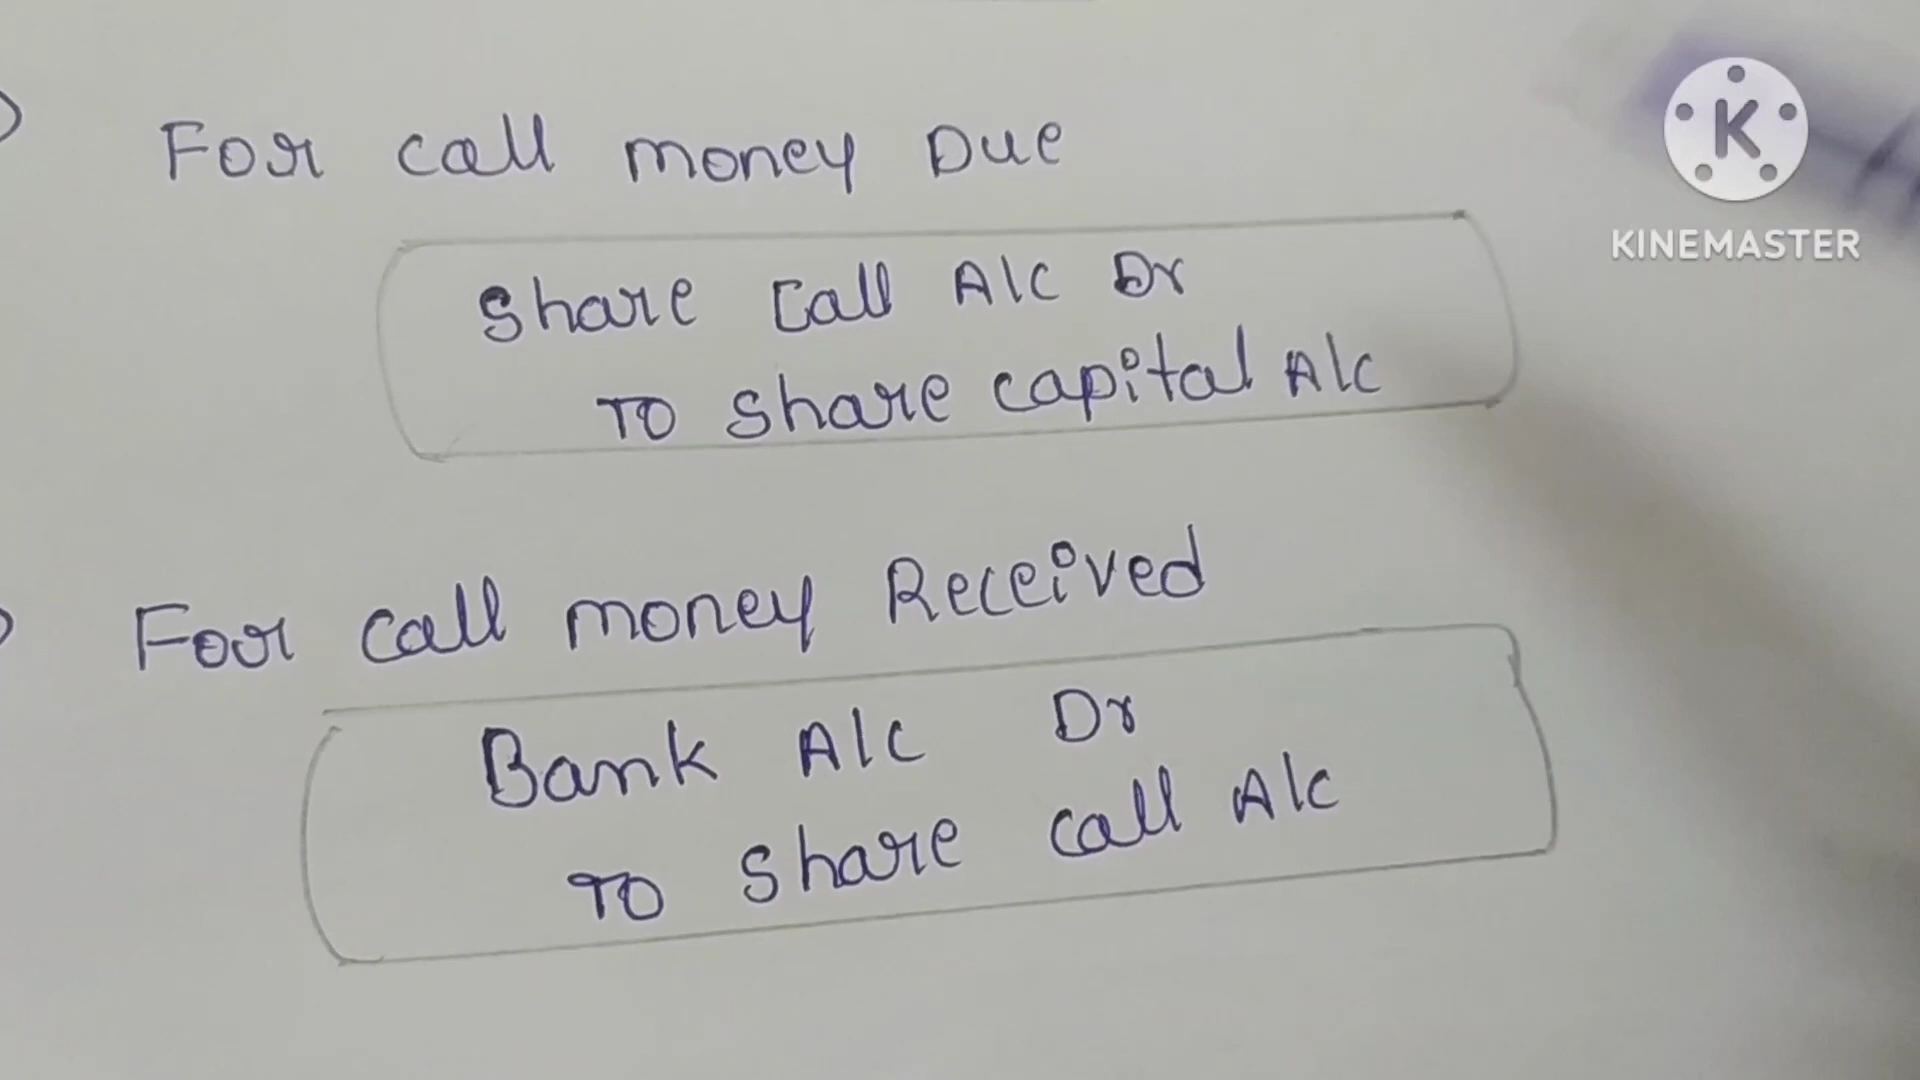 For call money Due
Share Call A/c Dr
To share capital A/c
For call money Received
Bank A/c Dr
To share call A/c
K
KINEMASTER